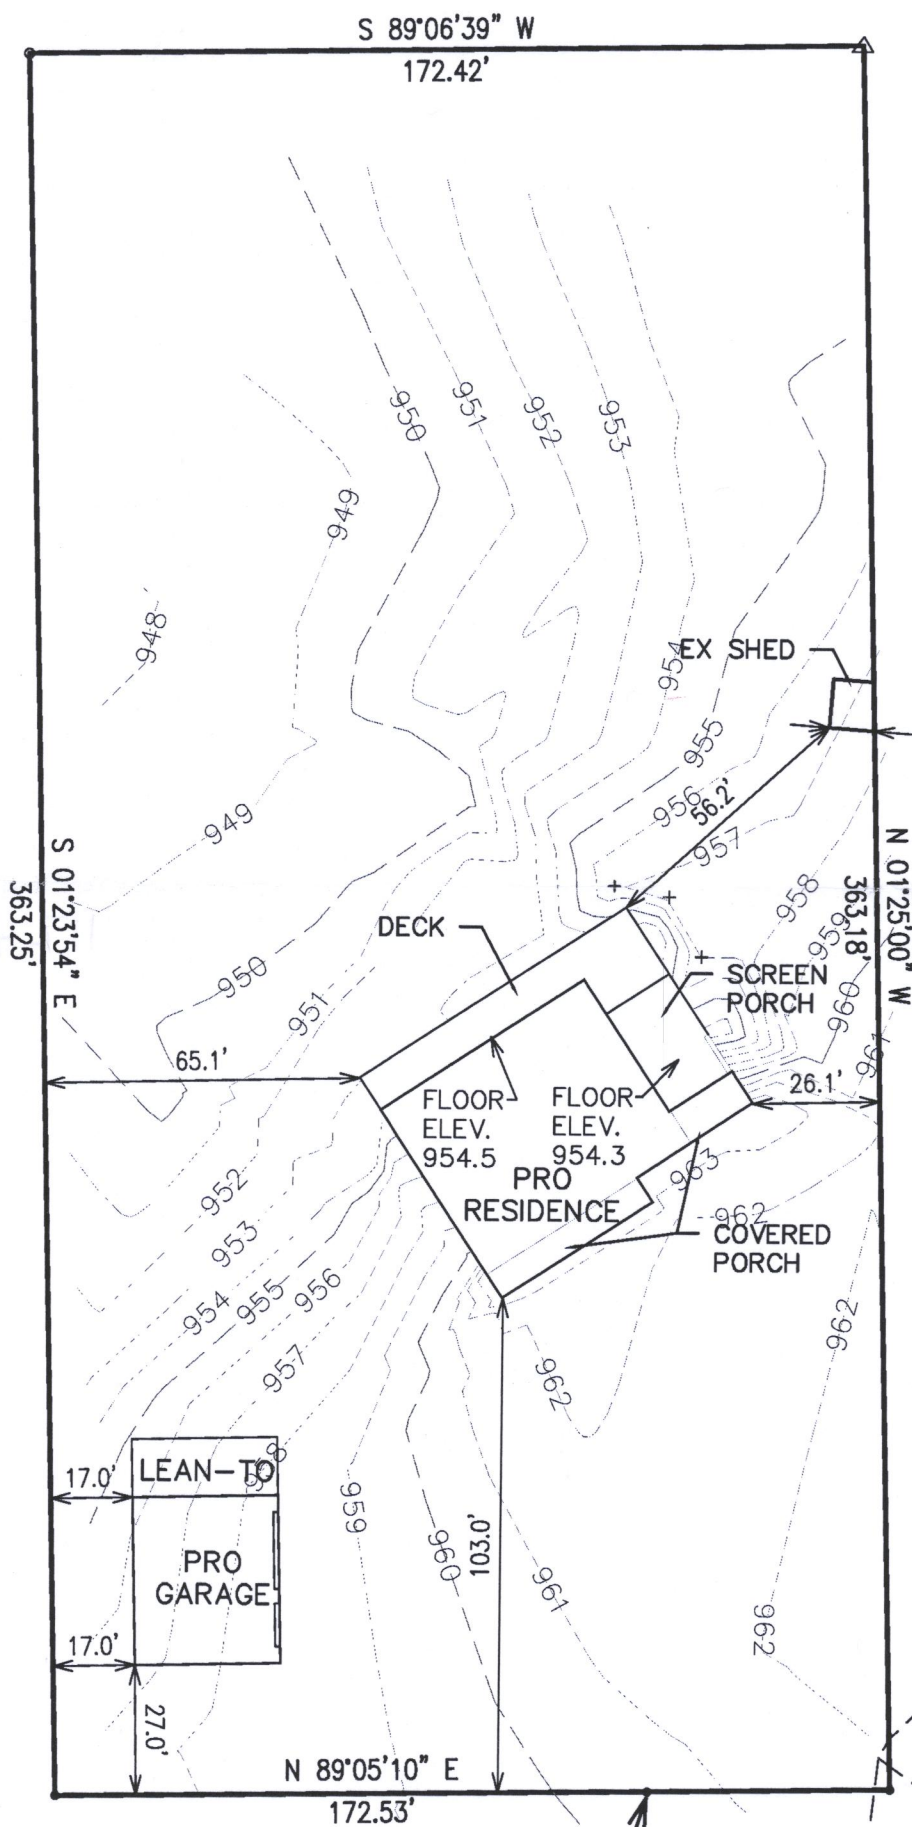 S 89°06'39" W
172.42'
950
951
952
953
949
948
EX SHED
954
955
956
56.2'
957
949
S 01°23'54" E
363.25'
N 01°25'00" W
363.18'
958
959
960
961
DECK
SCREEN
PORCH
950
951
65.1'
26.1'
FLOOR
ELEV.
954.5
FLOOR
ELEV.
954.3
PRO
RESIDENCE
963
962
COVERED
PORCH
952
953
954
955
956
957
962
962
LEAN-TO
958
17.0'
959
960
103.0'
961
962
PRO
GARAGE
17.0'
27.0'
N 89°05'10" E
172.53'